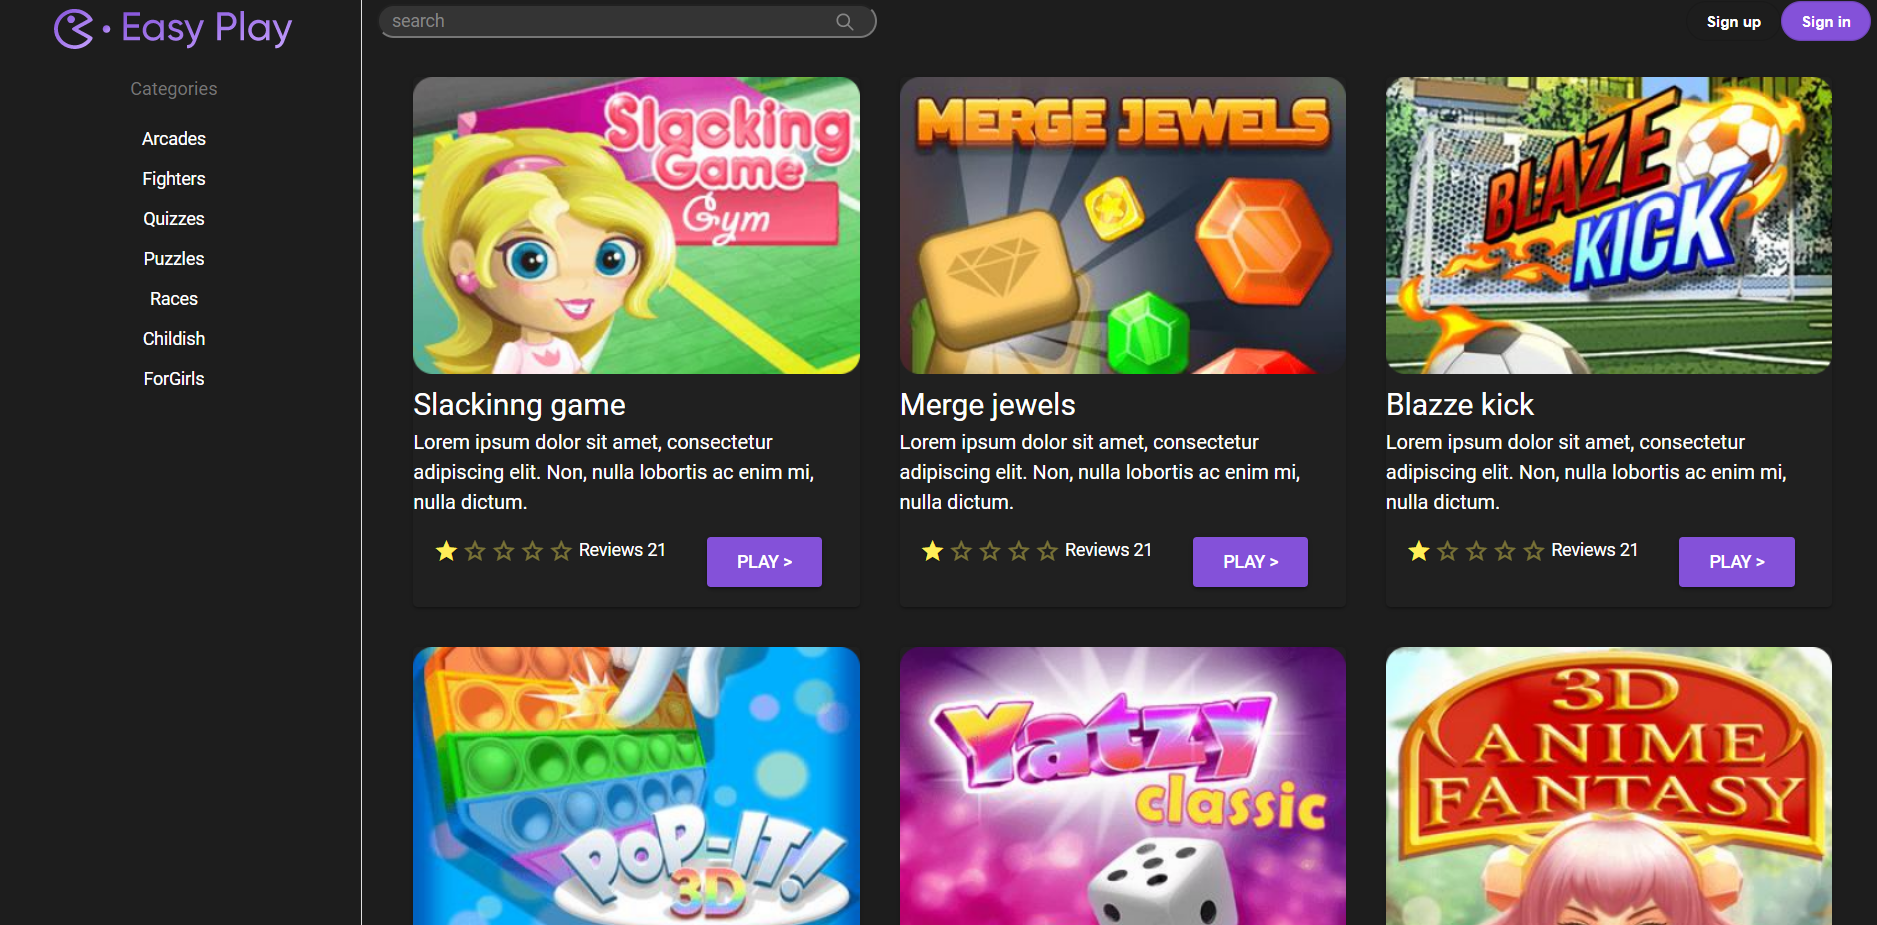 Easy Play
search
Sign up
Sign in
Categories
Arcades
Fighters
Quizzes
Puzzles
Races
Childish
ForGirls
Slacking
Game
Gym
Slackinng game
Lorem ipsum dolor sit amet, consectetur
adipiscing elit. Non, nulla lobortis ac enim mi,
nulla dictum.
Reviews 21
PLAY >
MERGE JEWELS
Merge jewels
Lorem ipsum dolor sit amet, consectetur
adipiscing elit. Non, nulla lobortis ac enim mi,
nulla dictum.
Reviews 21
PLAY >
BLAZE
KICK
Blazze kick
Lorem ipsum dolor sit amet, consectetur
adipiscing elit. Non, nulla lobortis ac enim mi,
nulla dictum.
Reviews 21
PLAY >
POP-IT!
3D
Yatzy
classic
3D
ANIME
FANTASY